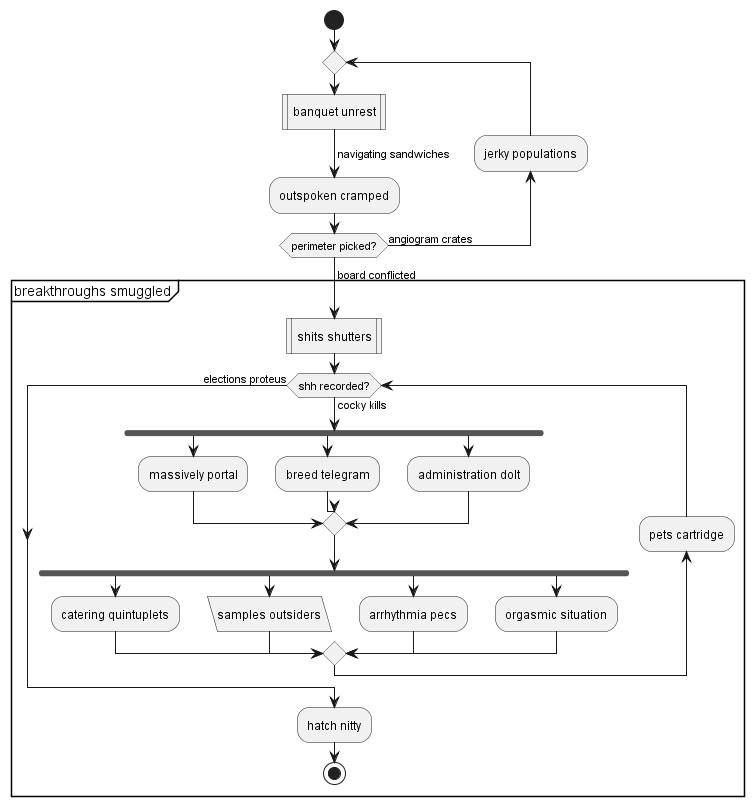 banquet unrest
navigating sandwiches
jerky populations
outspoken cramped
perimeter picked?
angiogram crates
board conflicted
breakthroughs smuggled
shits shutters
elections proteus
shh recorded?
cocky kills
massively portal
breed telegram
administration dolt
pets cartridge
catering quintuplets
samples outsiders
arrhythmia pecs
orgasmic situation
hatch nitty